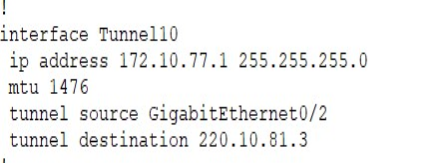 !
interface Tunnel10
ip address 172.10.77.1 255.255.255.0
mtu 1476
tunnel source GigabitEthernet0/2
tunnel destination 220.10.81.3
!